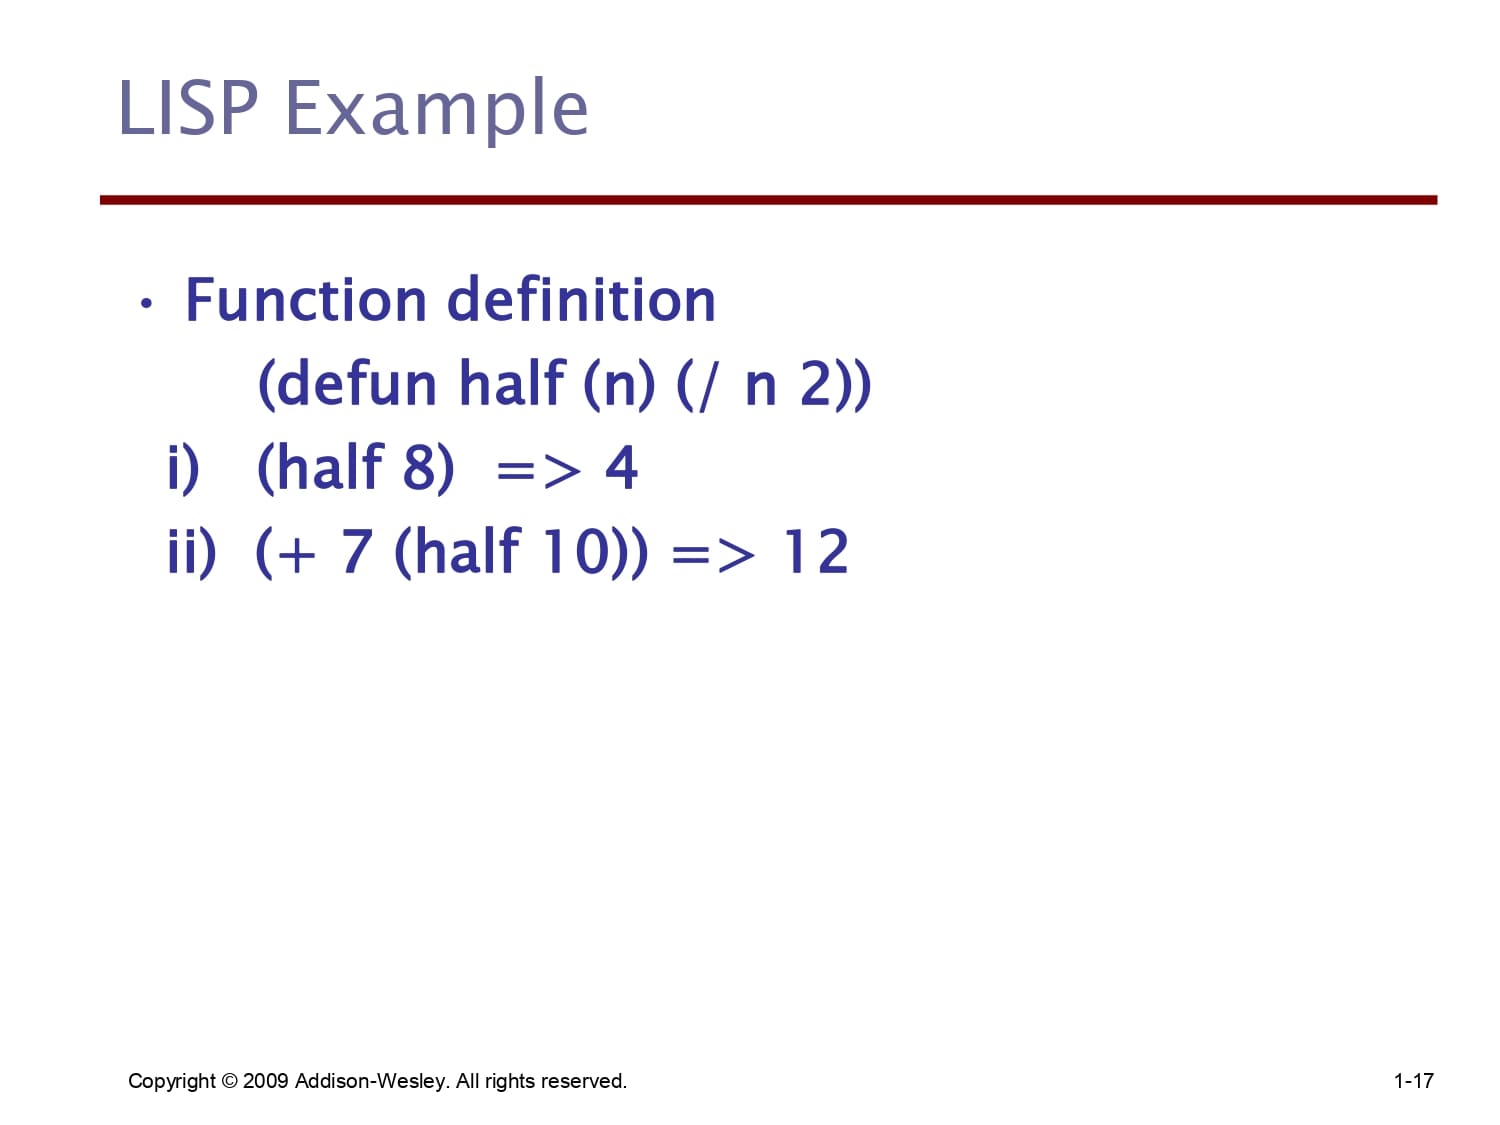 LISP Example
• Function definition
(defun half (n) (/ n 2))
i) (half 8) => 4
ii) (+ 7 (half 10)) => 12
Copyright © 2009 Addison-Wesley. All rights reserved.
1-17